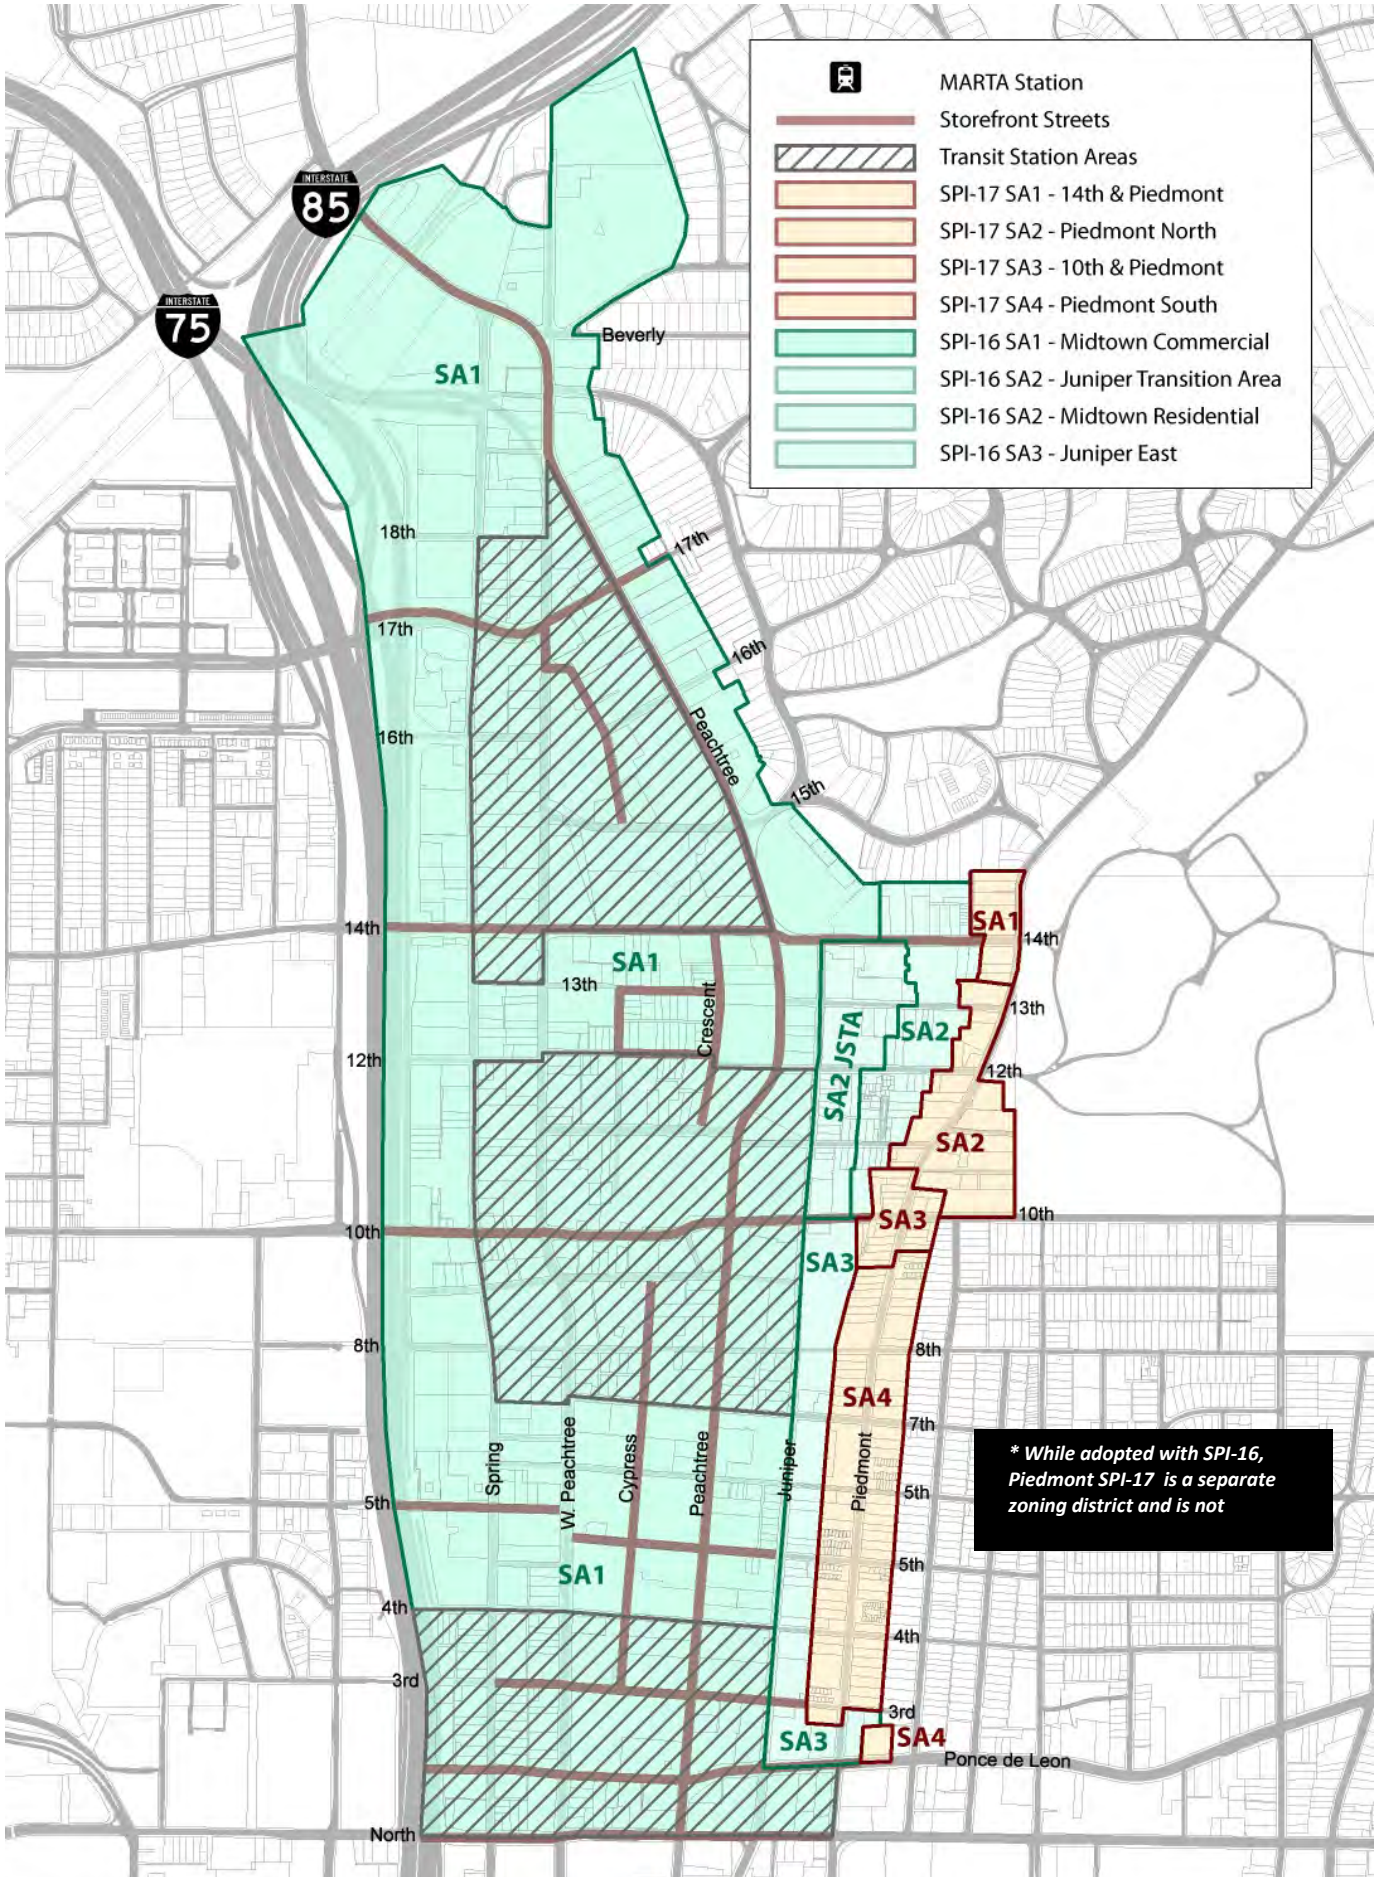 MARTA Station
Storefront Streets
Transit Station Areas
SPI-17 SA1 - 14th & Piedmont
SPI-17 SA2 - Piedmont North
SPI-17 SA3 - 10th & Piedmont
SPI-17 SA4 - Piedmont South
SPI-16 SA1 - Midtown Commercial
SPI-16 SA2 - Juniper Transition Area
SPI-16 SA2 - Midtown Residential
SPI-16 SA3 - Juniper East
INTERSTATE
85
INTERSTATE
75
Beverly
SA1
18th
17th
17th
16th
16th
Peachtree
15th
14th
SA1
14th
SA1
13th
Crescent
13th
SA2 JSTA
SA2
12th
12th
SA2
10th
SA3
10th
SA3
8th
8th
SA4
7th
Spring
W. Peachtree
Cypress
Peachtree
Juniper
Piedmont
* While adopted with SPI-16,
Piedmont SPI-17 is a separate
zoning district and is not
5th
5th
SA1
5th
4th
4th
3rd
3rd
SA3
SA4
Ponce de Leon
North